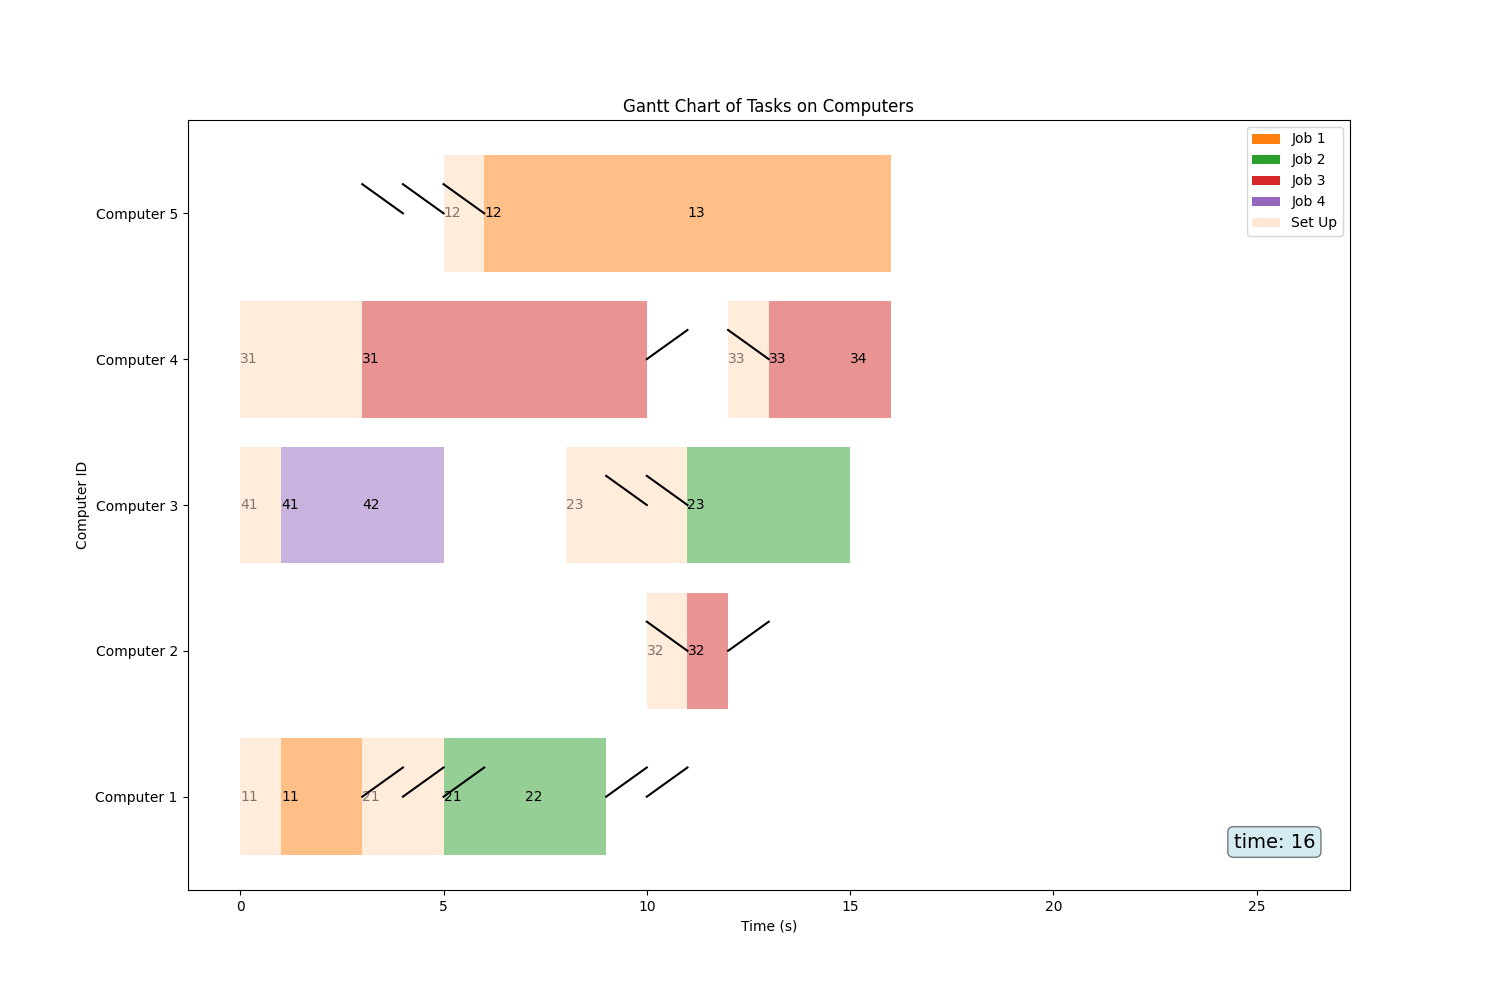 Gantt Chart of Tasks on Computers
Job 1
Job 2
Job 3
Job 4
Set Up
Computer 5
12
12
13
Computer 4
31
31
33
33
34
Computer 3
41
41
42
23
23
Computer 2
32
32
Computer 1
11
11
21
21
22
Computer ID
time: 16
0 5 10 15 20 25
Time (s)